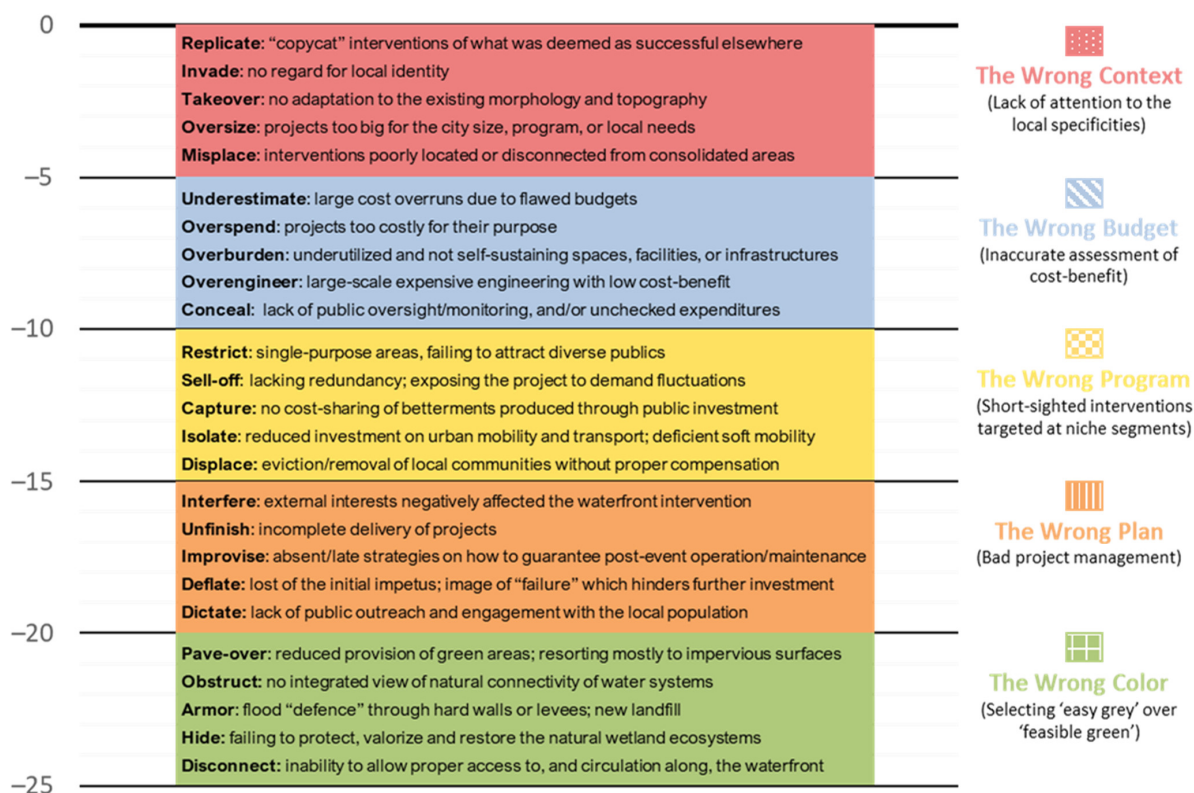 0
Replicate: “copycat” interventions of what was deemed as successful elsewhere
Invade: no regard for local identity
Takeover: no adaptation to the existing morphology and topography
Oversize: projects too big for the city size, program, or local needs
Misplace: interventions poorly located or disconnected from consolidated areas
The Wrong Context
(Lack of attention to the
local specificities)
–5
Underestimate: large cost overruns due to flawed budgets
Overspend: projects too costly for their purpose
Overburden: underutilized and not self-sustaining spaces, facilities, or infrastructures
Overengineer: large-scale expensive engineering with low cost-benefit
Conceal: lack of public oversight/monitoring, and/or unchecked expenditures
The Wrong Budget
(Inaccurate assessment of
cost-benefit)
–10
Restrict: single-purpose areas, failing to attract diverse publics
Sell-off: lacking redundancy; exposing the project to demand fluctuations
Capture: no cost-sharing of betterments produced through public investment
Isolate: reduced investment on urban mobility and transport; deficient soft mobility
Displace: eviction/removal of local communities without proper compensation
The Wrong Program
(Short-sighted interventions
targeted at niche segments)
–15
Interfere: external interests negatively affected the waterfront intervention
Unfinish: incomplete delivery of projects
Improvise: absent/late strategies on how to guarantee post-event operation/maintenance
Deflate: lost of the initial impetus; image of “failure” which hinders further investment
Dictate: lack of public outreach and engagement with the local population
The Wrong Plan
(Bad project management)
–20
Pave-over: reduced provision of green areas; resorting mostly to impervious surfaces
Obstruct: no integrated view of natural connectivity of water systems
Armor: flood “defence” through hard walls or levees; new landfill
Hide: failing to protect, valorize and restore the natural wetland ecosystems
Disconnect: inability to allow proper access to, and circulation along, the waterfront
The Wrong Color
(Selecting ‘easy grey’ over
‘feasible green’)
–25